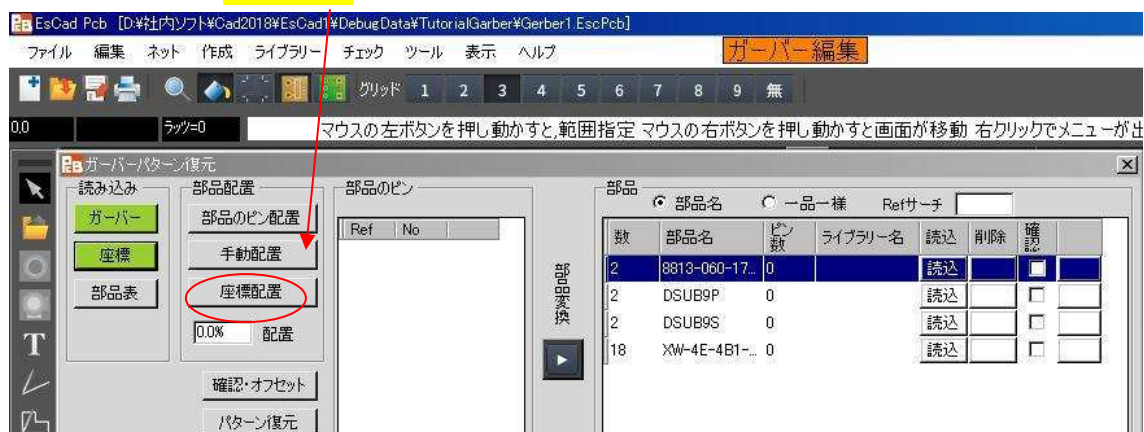 EsCad Pcb [D:¥社内ソフト¥Cad2018¥EsCad1¥DebugData¥TutorialGarber¥Gerber1.EscPcb]
ファイル 編集 ネット 作成 ライブラリー チェック ツール 表示 ヘルプ
ガーバー編集
グリッド 1 2 3 4 5 6 7 8 9 無
0,0 ラッツ=0 マウスの左ボタンを押し動かすと,範囲指定 マウスの右ボタンを押し動かすと画面が移動 右クリックでメニューが出
ガーバーパターン復元
読み込み
ガーバー
座標
部品表
部品配置
部品のピン配置
手動配置
座標配置
0.0% 配置
確認・オフセット
パターン復元
部品のピン
Ref No
部品変換
部品
部品名 一品一様 Refサーチ
数 部品名 ピン数 ライブラリー名 読込 削除 確認
2 8813-060-17... 0 読込
2 DSUB9P 0 読込
2 DSUB9S 0 読込
18 XW-4E-4B1-... 0 読込
T